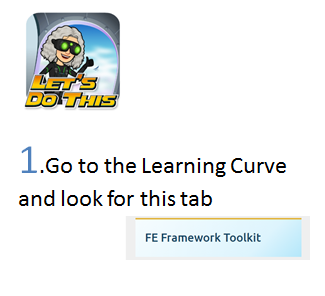 LET'S
DO THIS
1.Go to the Learning Curve
and look for this tab
FE Framework Toolkit